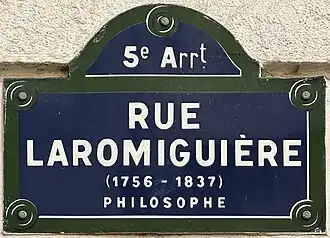 5e Arrt
RUE
LAROMIGUIÈRE
(1756 - 1837)
PHILOSOPHE